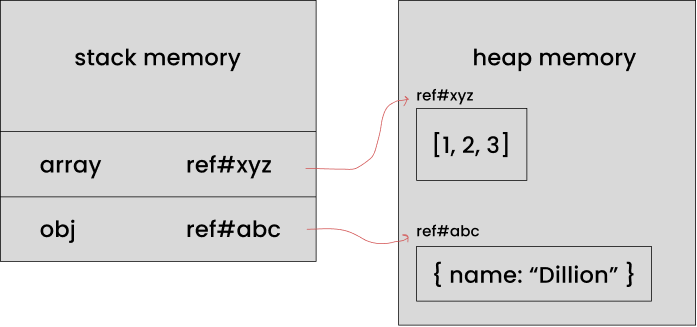 stack memory
array ref#xyz
obj ref#abc
heap memory
ref#xyz
[1, 2, 3]
ref#abc
{ name: “Dillion” }